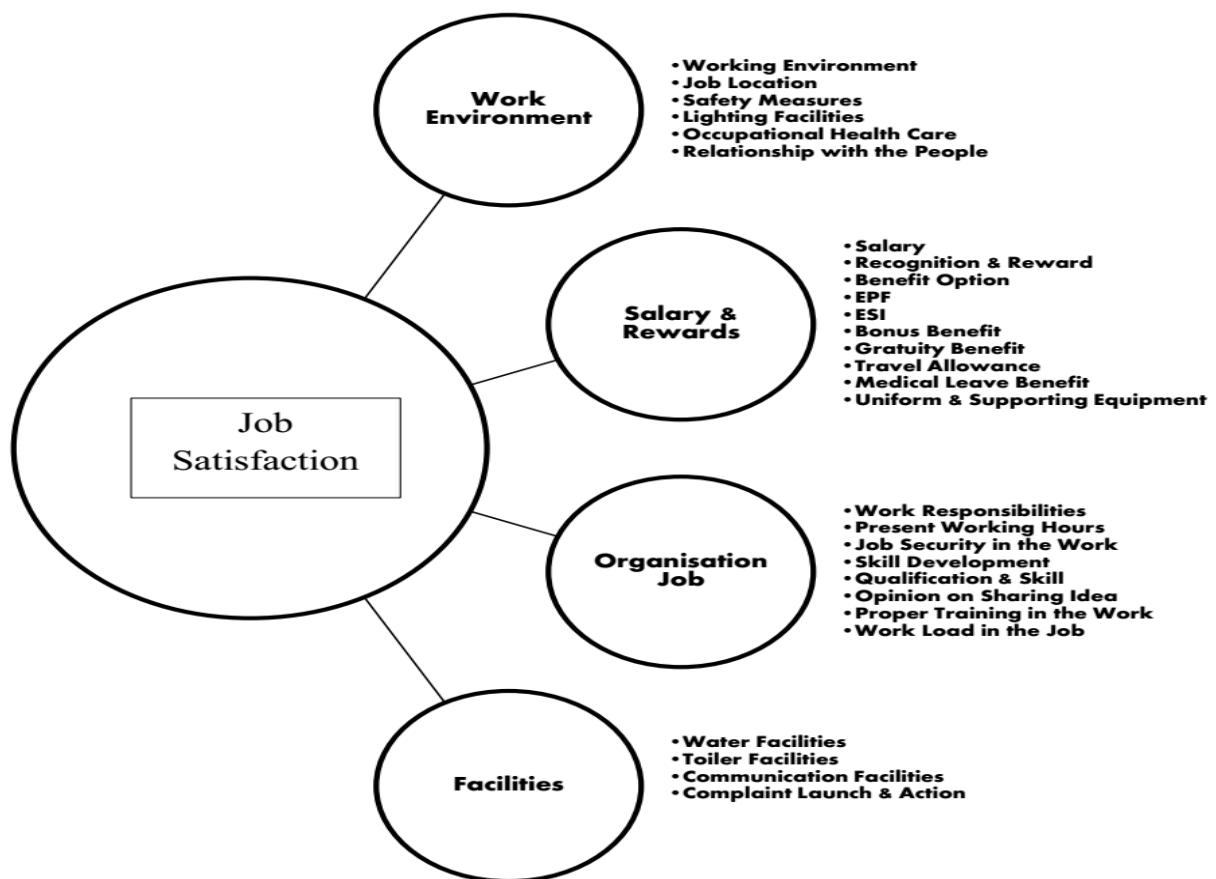 Work
Environment
•Working Environment
•Job Location
•Safety Measures
•Lighting Facilities
•Occupational Health Care
•Relationship with the People
Salary &
Rewards
•Salary
•Recognition & Reward
•Benefit Option
•EPF
•ESI
•Bonus Benefit
•Gratuity Benefit
•Travel Allowance
•Medical Leave Benefit
•Uniform & Supporting Equipment
Job
Satisfaction
Organisation
Job
•Work Responsibilities
•Present Working Hours
•Job Security in the Work
•Skill Development
•Qualification & Skill
•Opinion on Sharing Idea
•Proper Training in the Work
•Work Load in the Job
Facilities
•Water Facilities
•Toiler Facilities
•Communication Facilities
•Complaint Launch & Action